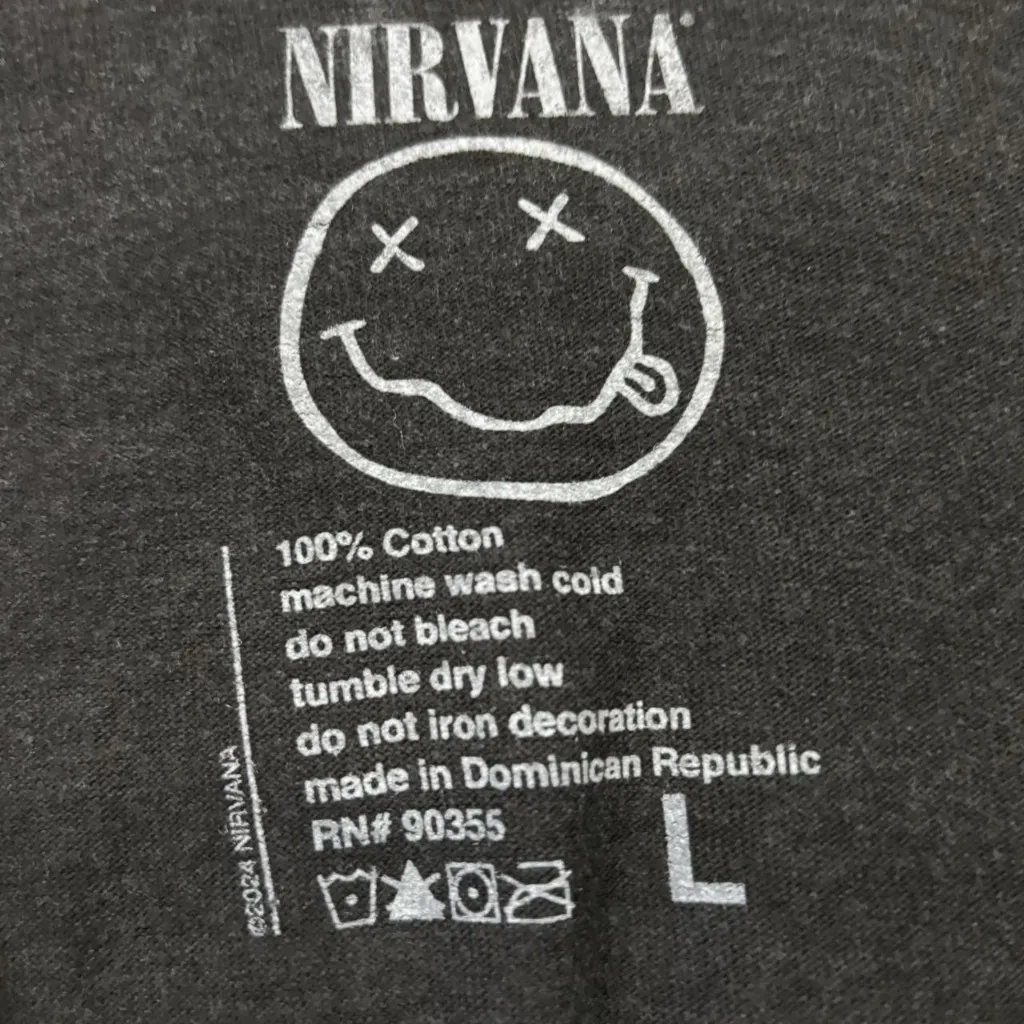 NIRVANA
100% Cotton
machine wash cold
do not bleach
tumble dry low
do not iron decoration
made in Dominican Republic
RN# 90355
L
©2024 NIRVANA